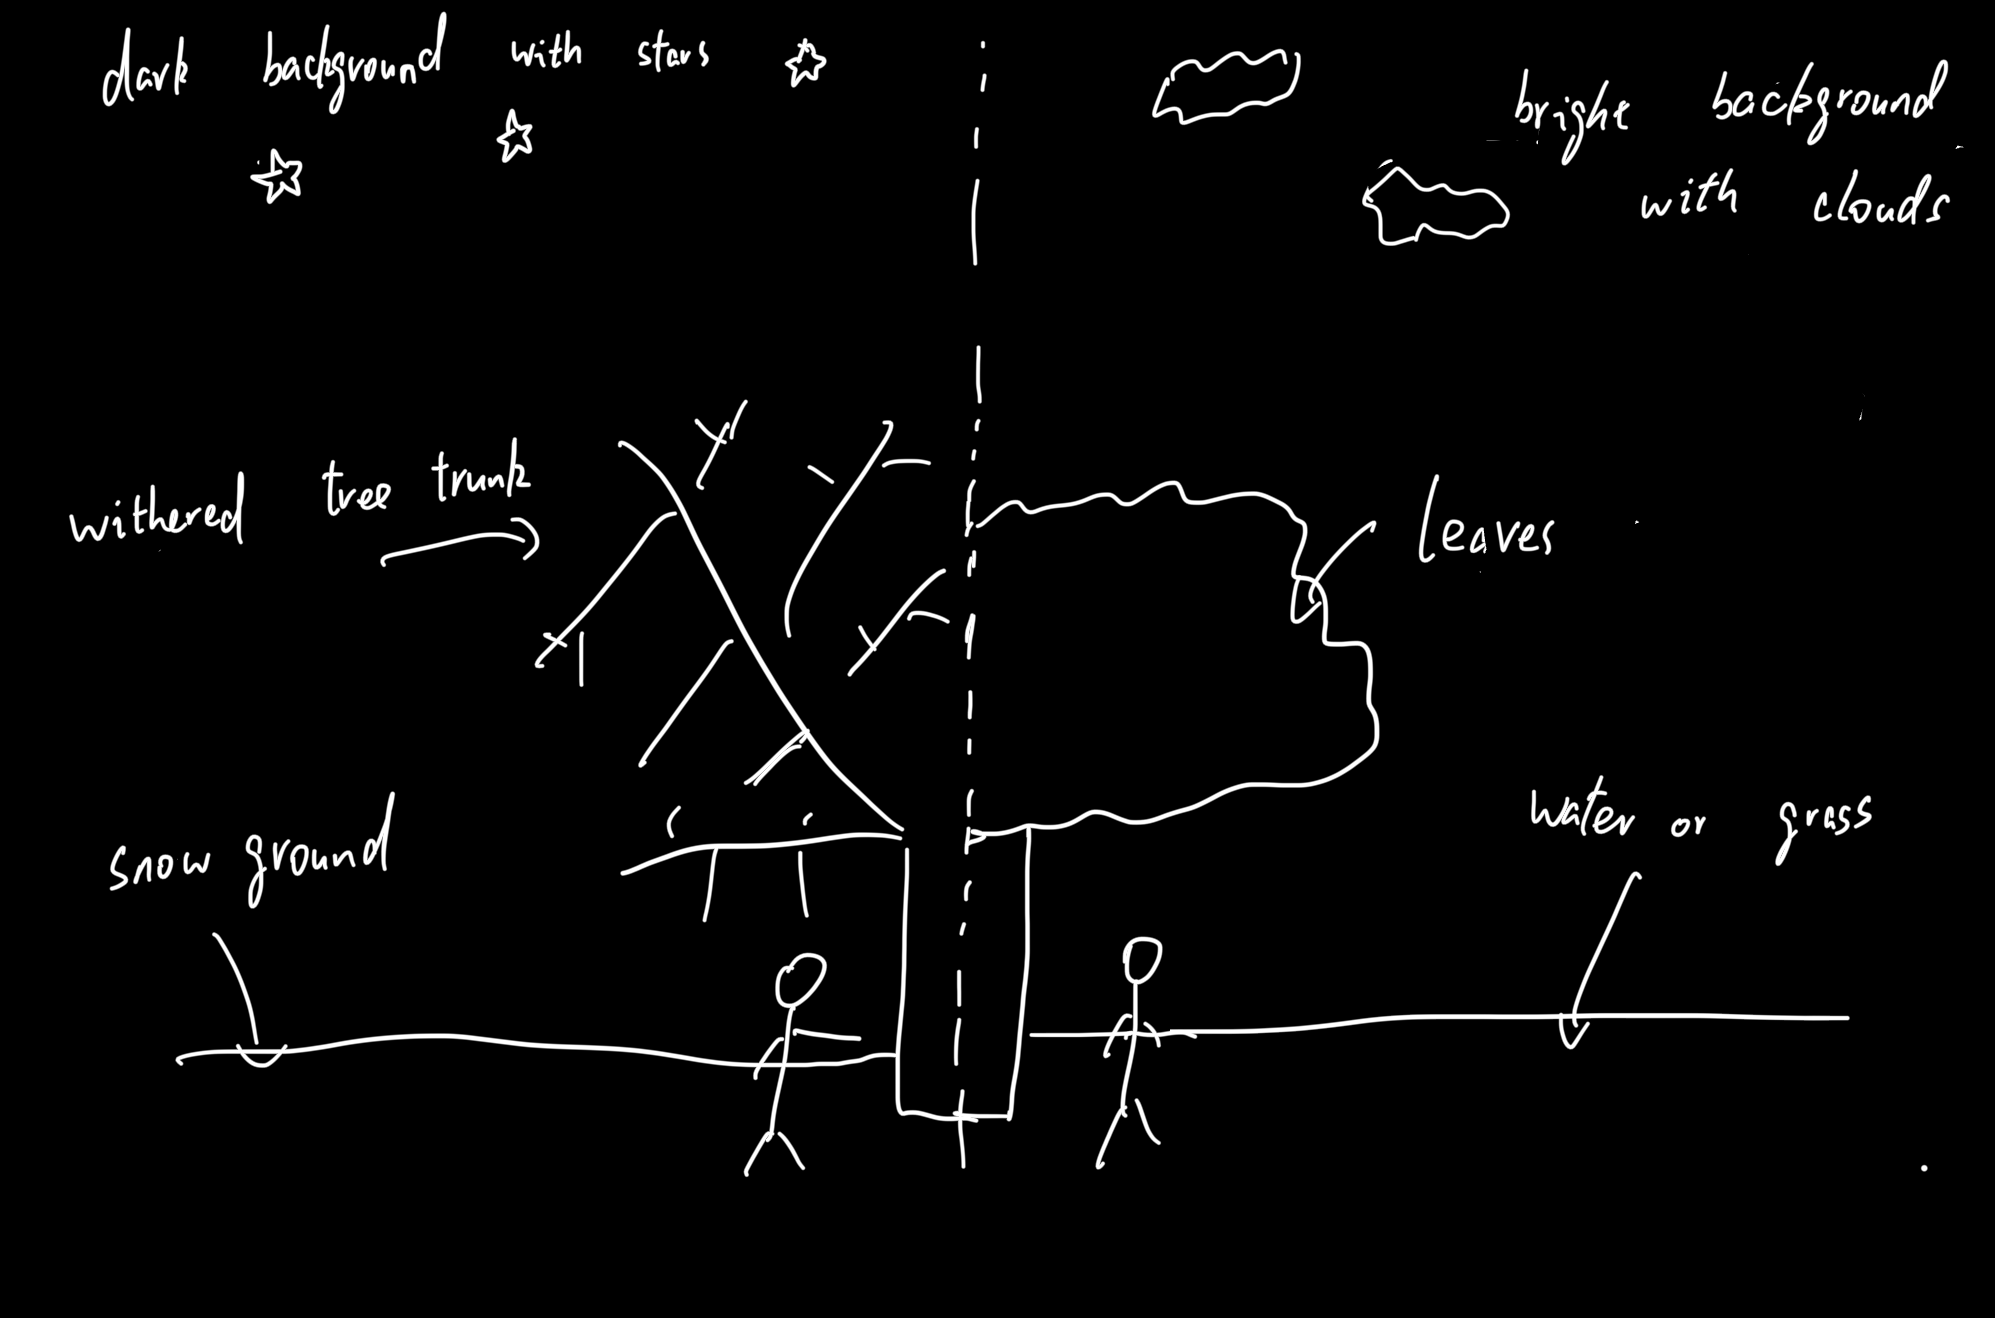 dark background with stars
bright background
with clouds
withered tree trunk
leaves
snow ground
water or grass